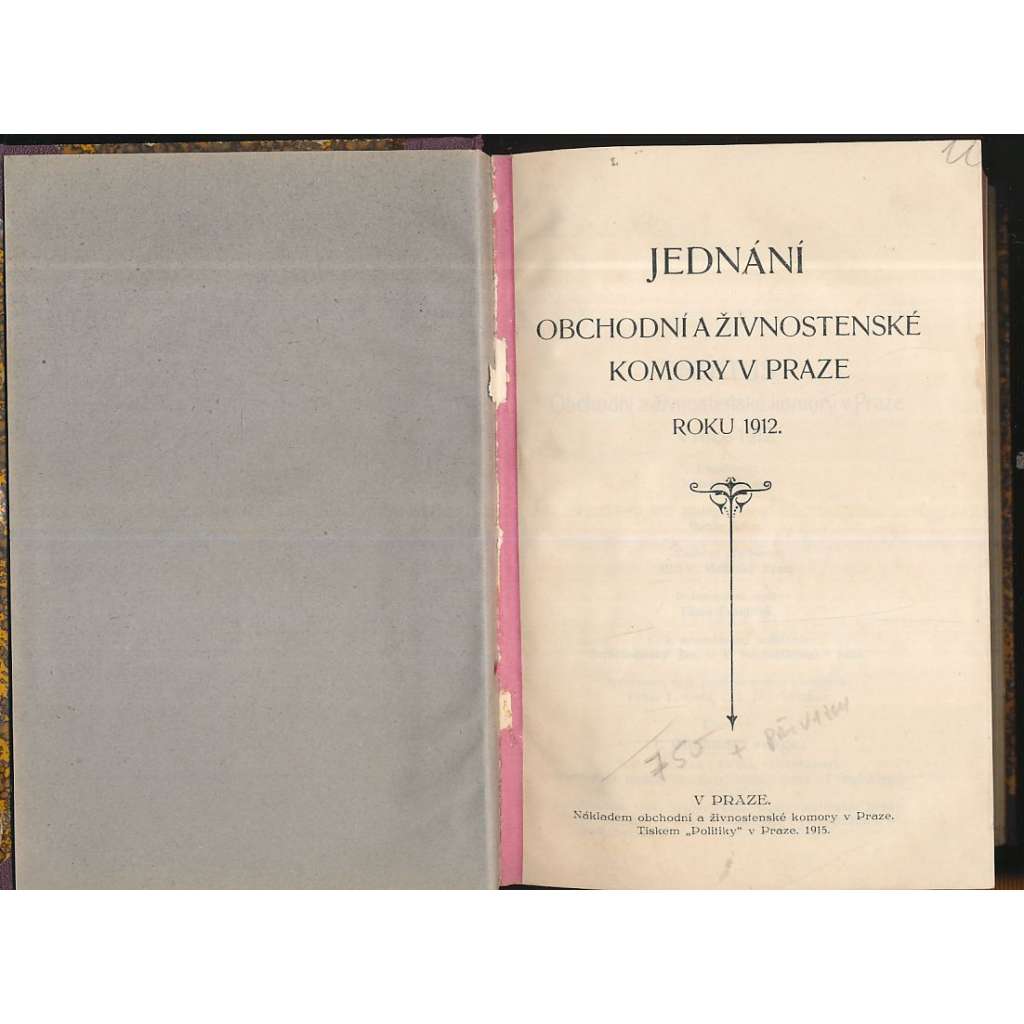 JEDNÁNÍ
OBCHODNÍ A ŽIVNOSTENSKÉ
KOMORY V PRAZE
ROKU 1912.
750
V PRAZE.
Nákladem obchodní a živnostenské komory v Praze.
Tiskem „Politiky“ v Praze. 1915.